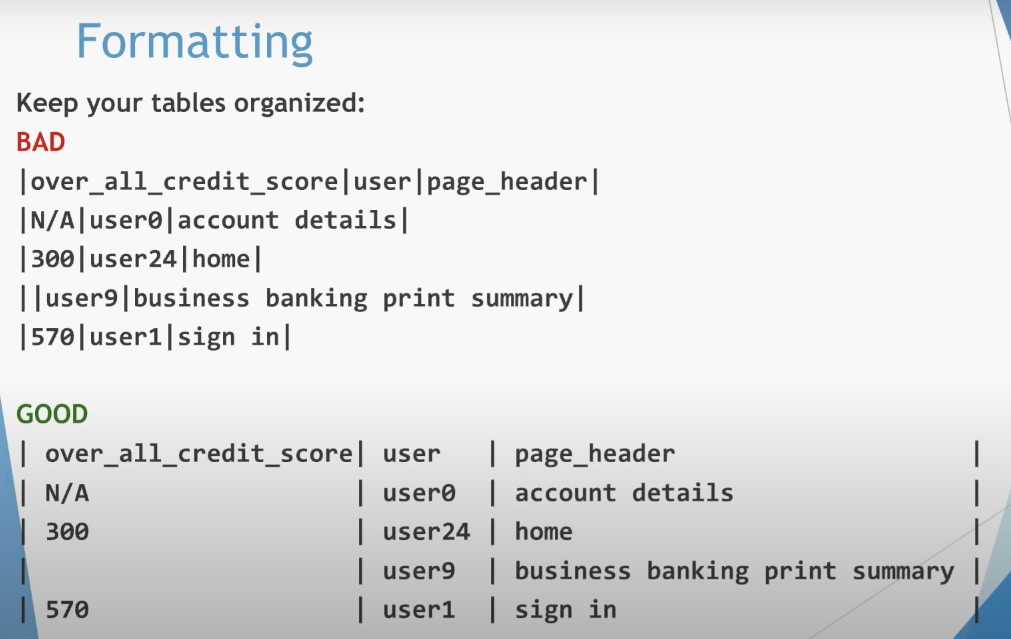 Formatting
Keep your tables organized:
BAD
|over_all_credit_score|user|page_header|
|N/A|user0|account details|
|300|user24|home|
||user9|business banking print summary|
|570|user1|sign in|
GOOD
| over_all_credit_score| user   | page_header                    |
| N/A                  | user0  | account details                |
| 300                  | user24 | home                           |
|                      | user9  | business banking print summary |
| 570                  | user1  | sign in                        |